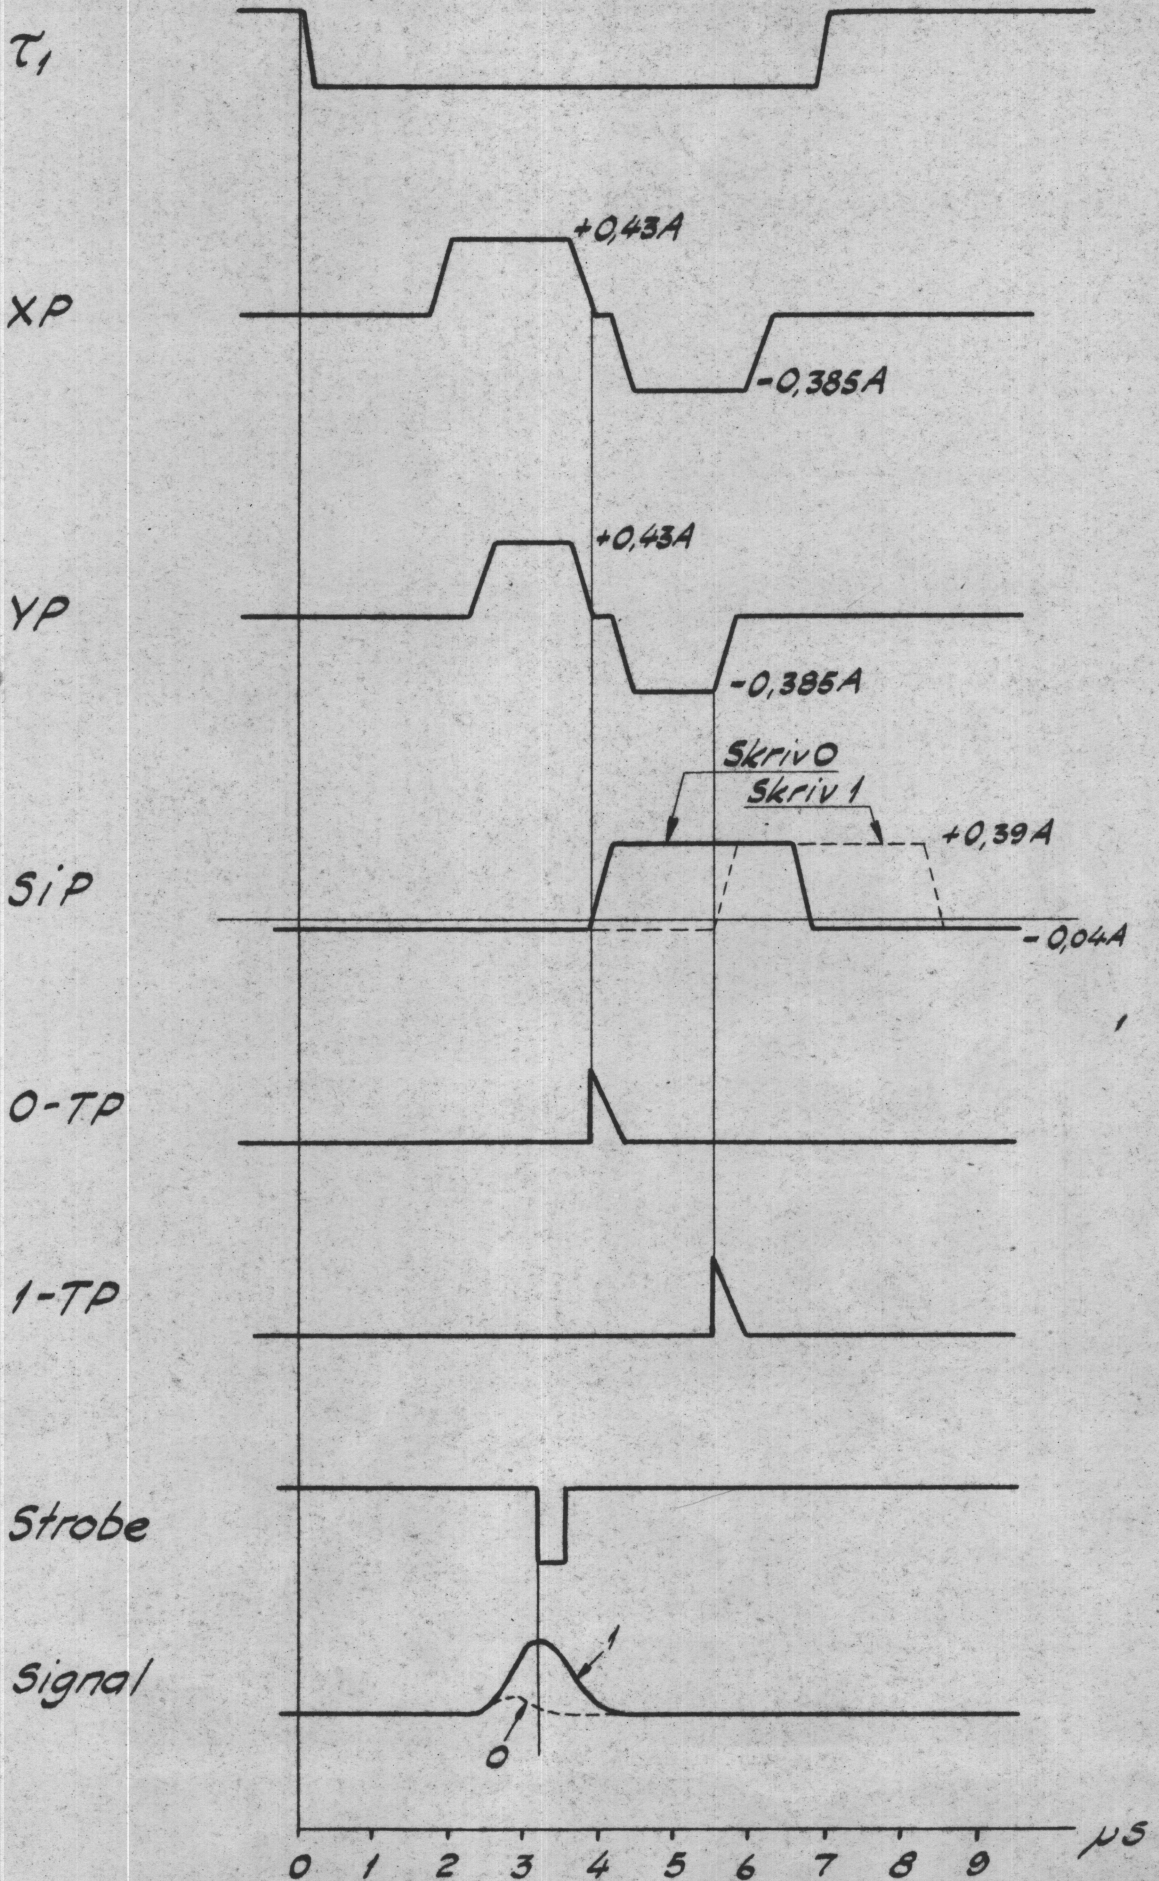 τ₁
+0,43A
XP
-0,385A
+0,43A
YP
-0,385A
Skriv 0
Skriv 1
+0,39A
SiP
-0,04A
0-TP
1-TP
Strobe
1
Signal
0
0 1 2 3 4 5 6 7 8 9 μs